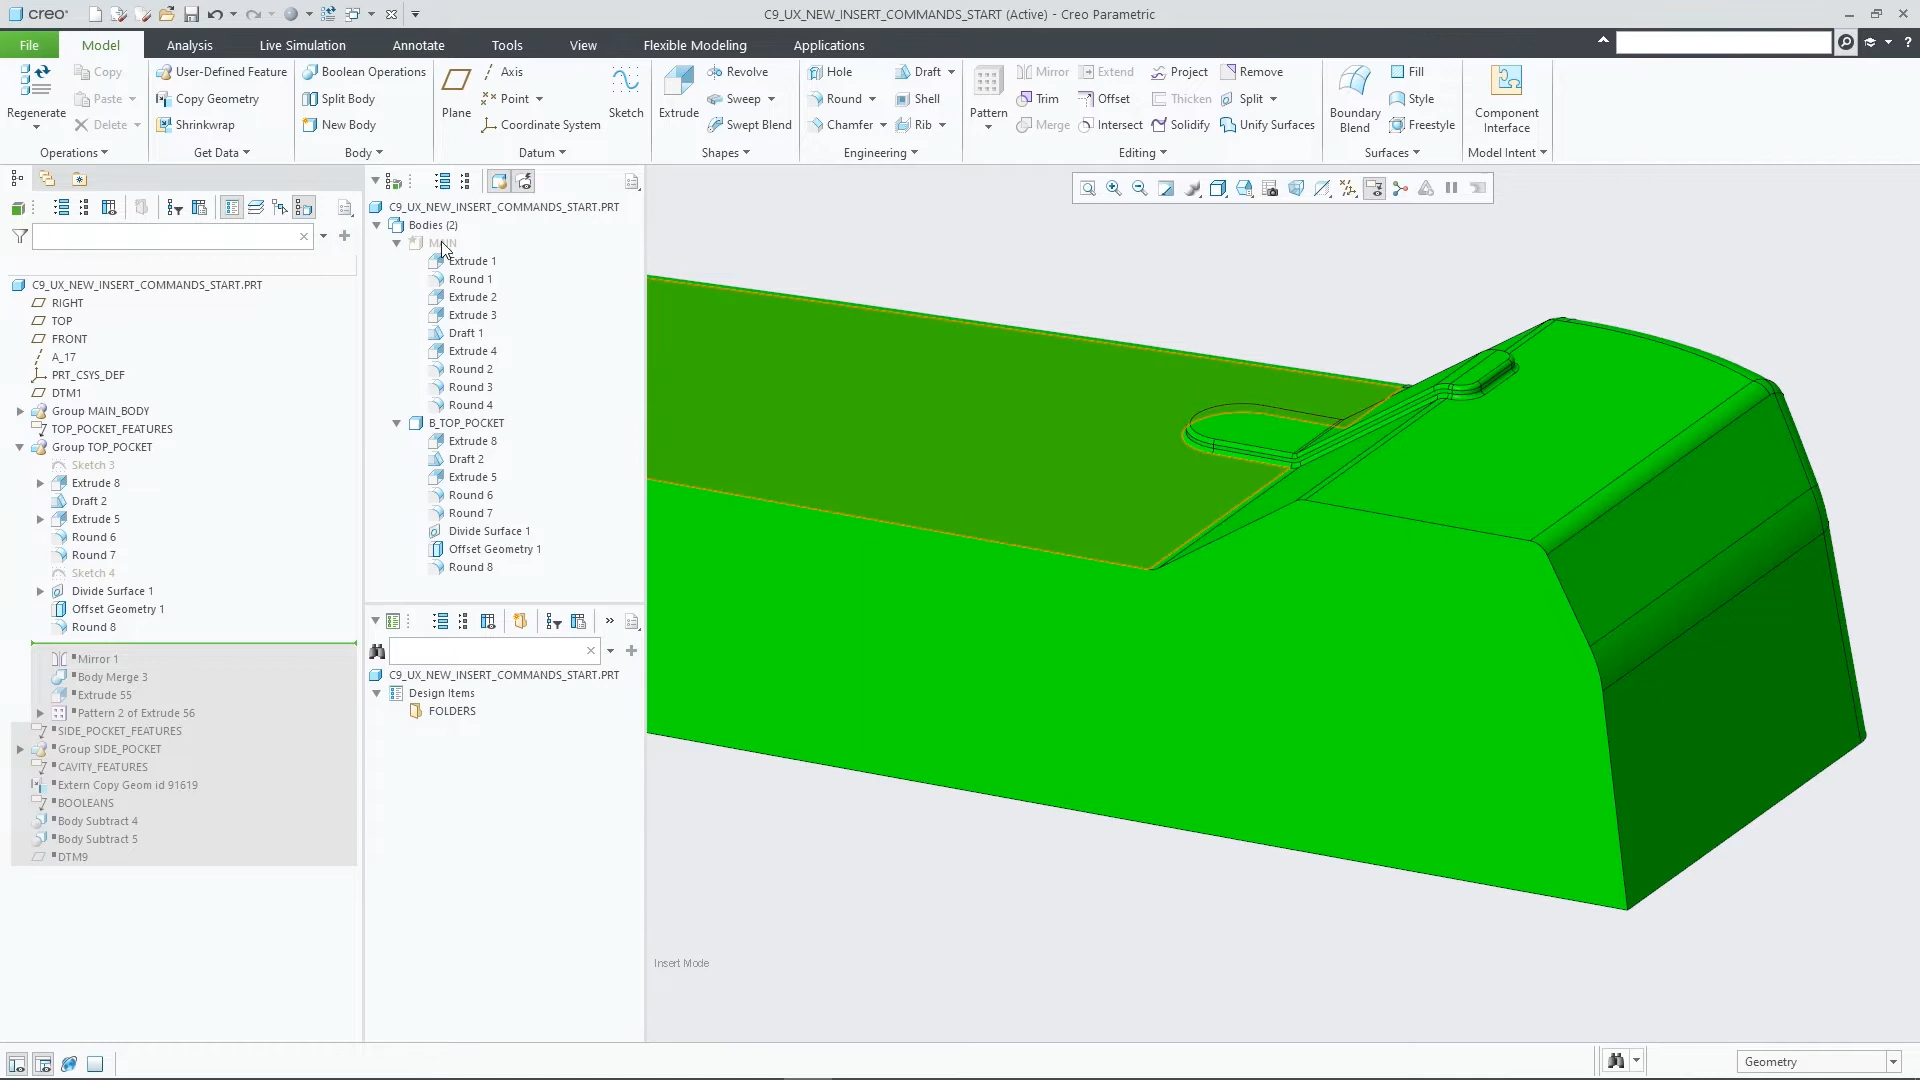 creo
C9_UX_NEW_INSERT_COMMANDS_START (Active) - Creo Parametric
File Model Analysis Live Simulation Annotate Tools View Flexible Modeling Applications
Regenerate
Copy
Paste
Delete
Operations
User-Defined Feature
Copy Geometry
Shrinkwrap
Get Data
Boolean Operations
Split Body
New Body
Body
Plane
Axis
Point
Coordinate System
Sketch
Datum
Extrude
Revolve
Sweep
Swept Blend
Shapes
Hole
Round
Chamfer
Draft
Shell
Rib
Engineering
Pattern
Mirror
Extend
Project
Remove
Trim
Offset
Thicken
Split
Merge
Intersect
Solidify
Unify Surfaces
Editing
Boundary
Blend
Fill
Style
Freestyle
Surfaces
Component
Interface
Model Intent
C9_UX_NEW_INSERT_COMMANDS_START.PRT
RIGHT
TOP
FRONT
A_17
PRT_CSYS_DEF
DTM1
Group MAIN_BODY
TOP_POCKET_FEATURES
Group TOP_POCKET
Sketch 3
Extrude 8
Draft 2
Extrude 5
Round 6
Round 7
Sketch 4
Divide Surface 1
Offset Geometry 1
Round 8
Mirror 1
Body Merge 3
Extrude 55
Pattern 2 of Extrude 56
SIDE_POCKET_FEATURES
Group SIDE_POCKET
CAVITY_FEATURES
Extern Copy Geom id 91619
BOOLEANS
Body Subtract 4
Body Subtract 5
DTM9
C9_UX_NEW_INSERT_COMMANDS_START.PRT
Bodies (2)
MAIN
Extrude 1
Round 1
Extrude 2
Extrude 3
Draft 1
Extrude 4
Round 2
Round 3
Round 4
B_TOP_POCKET
Extrude 8
Draft 2
Extrude 5
Round 6
Round 7
Divide Surface 1
Offset Geometry 1
Round 8
C9_UX_NEW_INSERT_COMMANDS_START.PRT
Design Items
FOLDERS
Insert Mode
Geometry